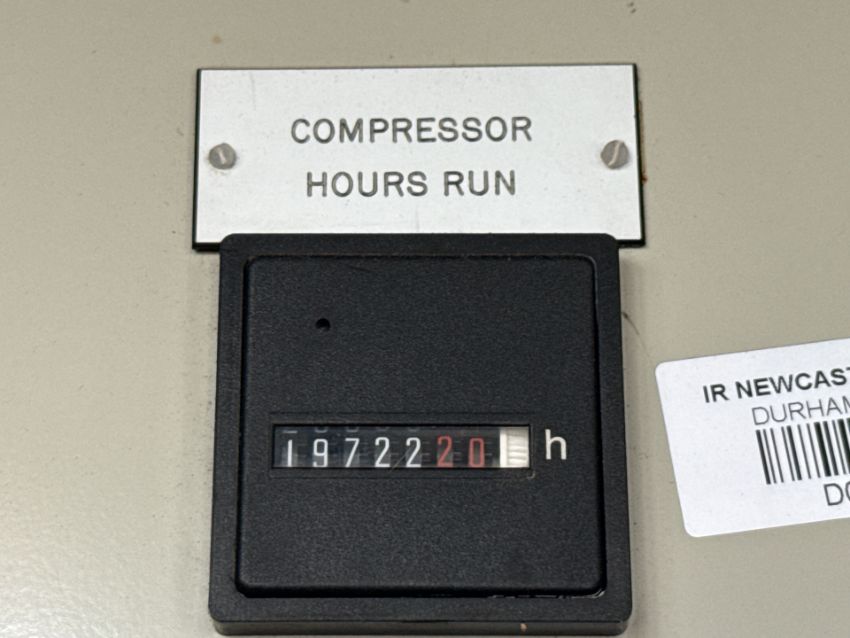 COMPRESSOR
HOURS RUN
1972220 h
IR NEWCAST
DURHAM